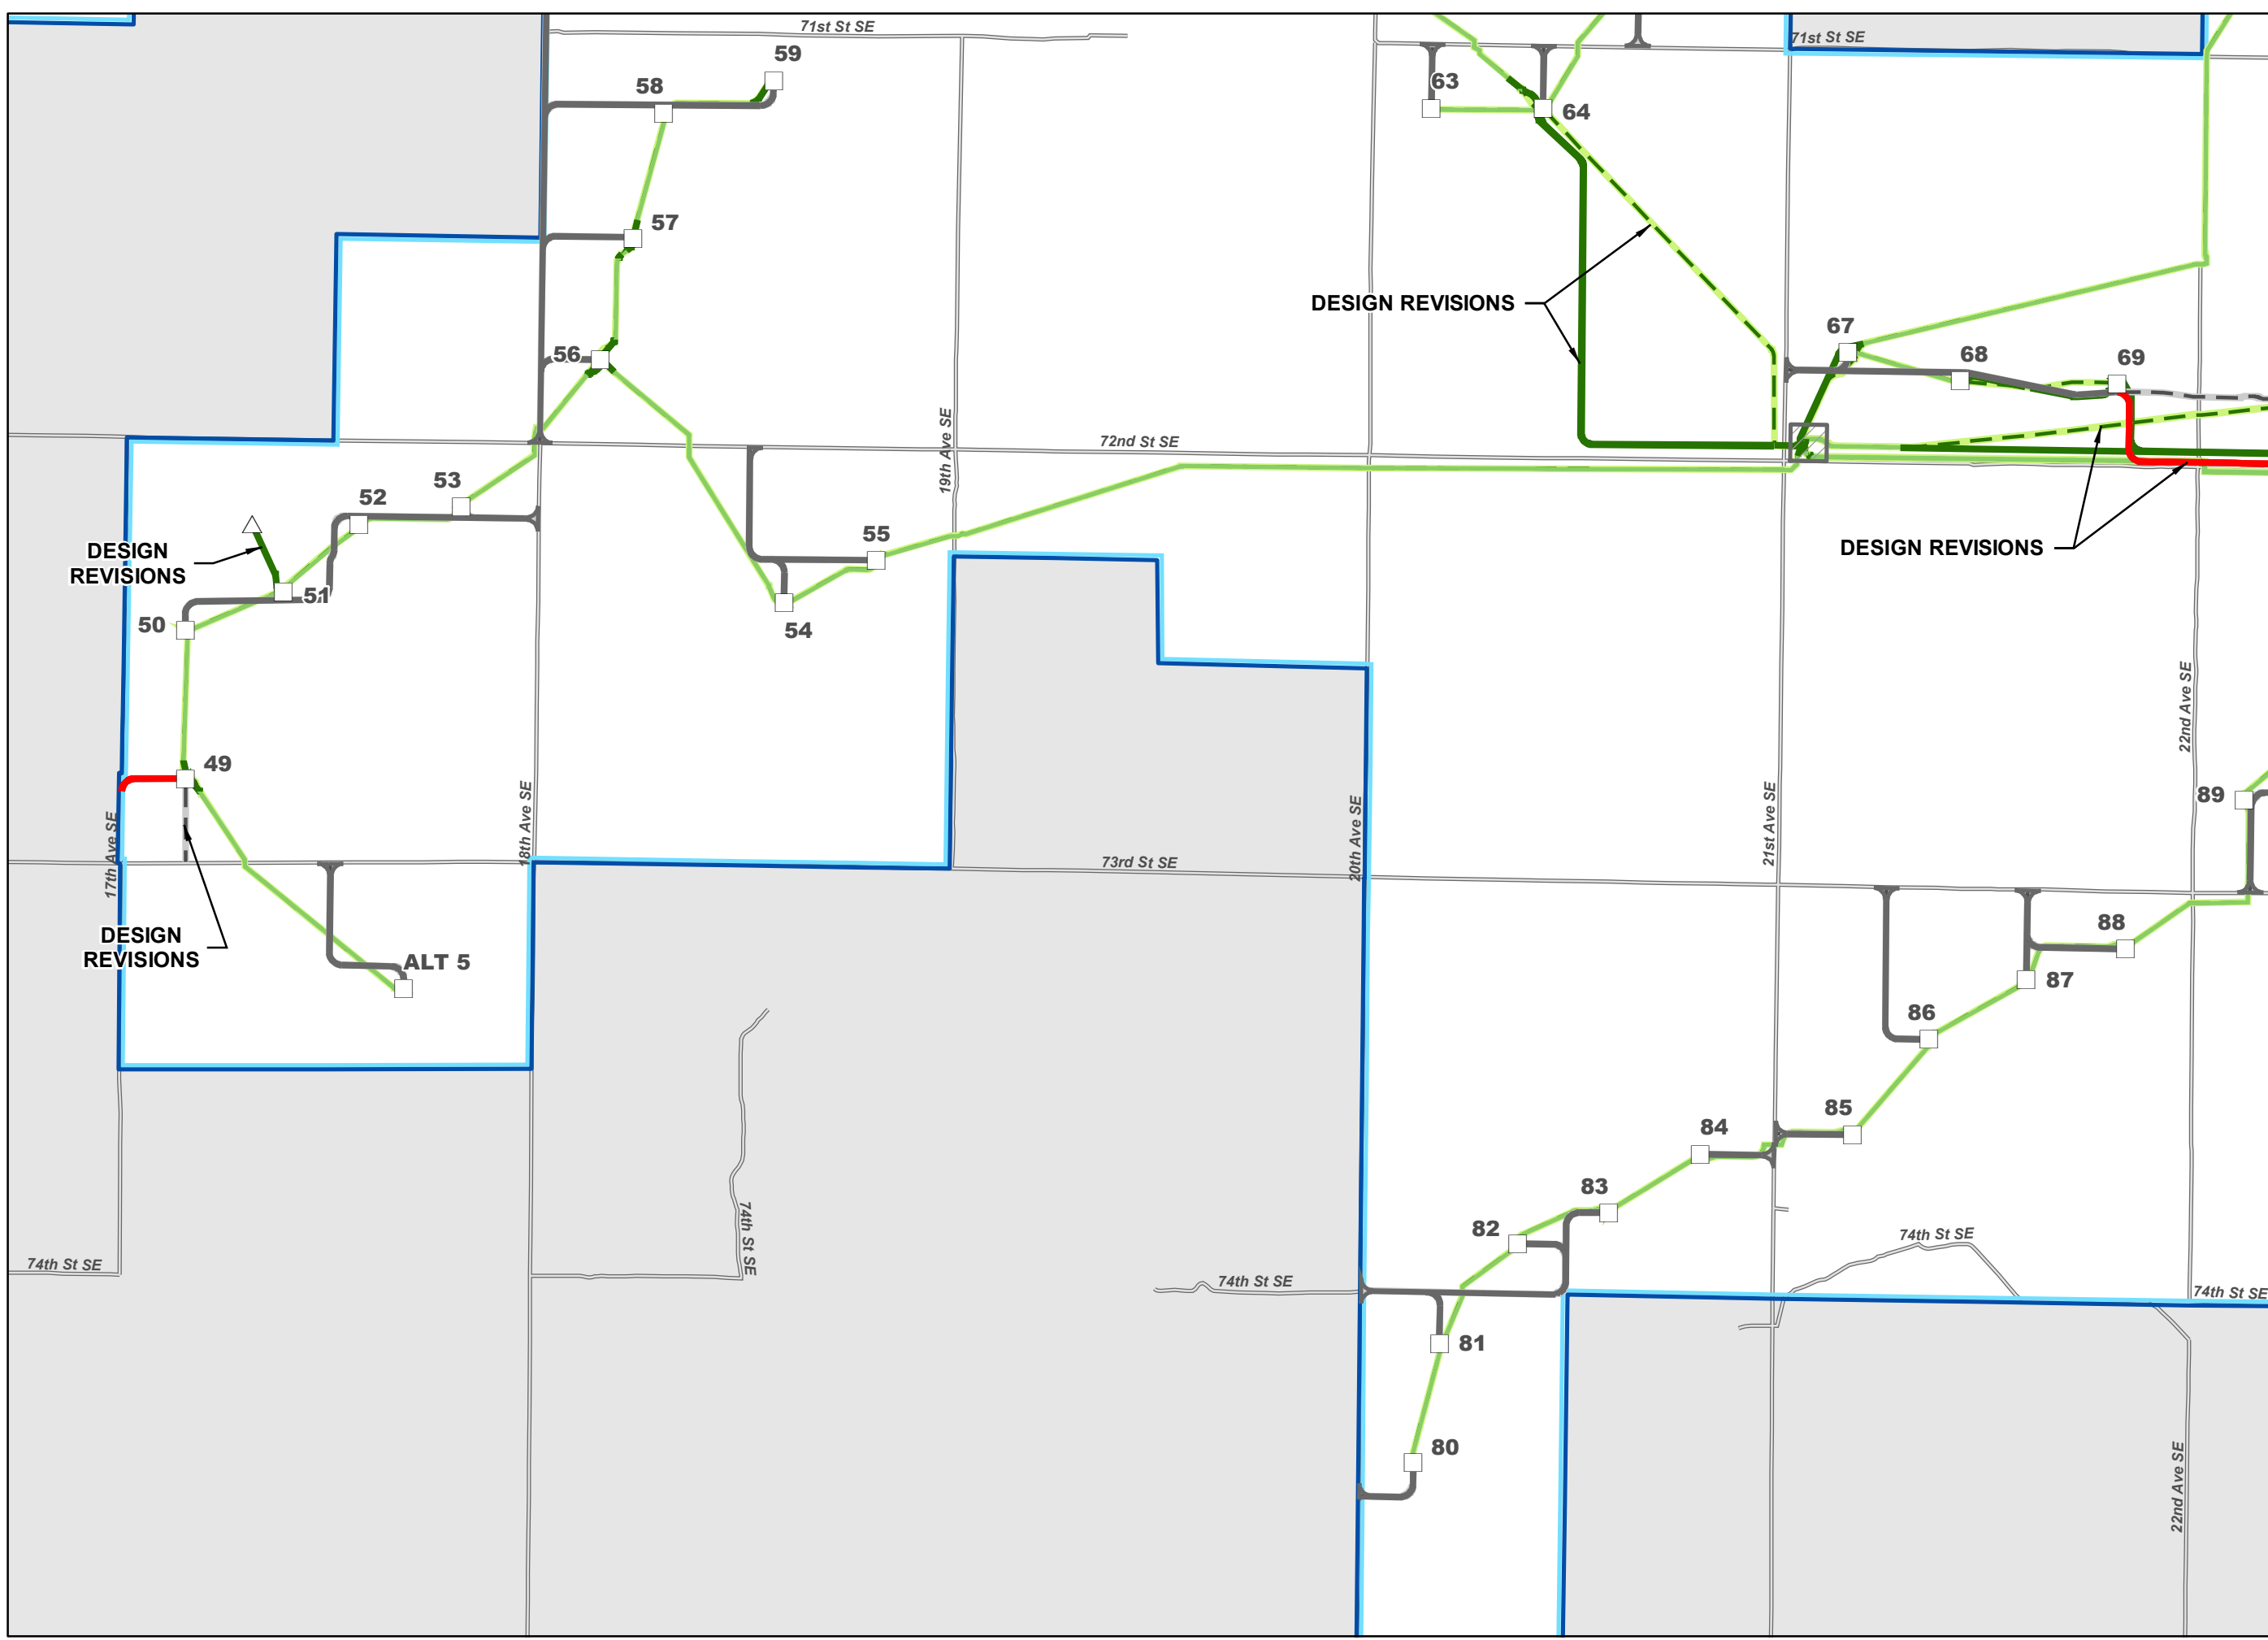 71st St SE
71st St SE
59
58
63
64
57
DESIGN REVISIONS
67
56
68
69
19th Ave SE
72nd St SE
53
52
55
DESIGN
REVISIONS
DESIGN REVISIONS
51
50
54
22nd Ave SE
49
89
17th Ave SE
18th Ave SE
20th Ave SE
21st Ave SE
73rd St SE
DESIGN
REVISIONS
ALT 5
88
87
86
85
84
83
82
74th St SE
74th St SE
74th St SE
74th St SE
74th St SE
81
80
22nd Ave SE